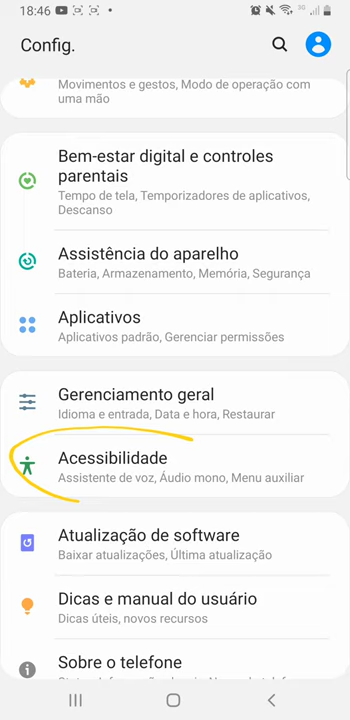 18:46
3G
Config.
Movimentos e gestos, Modo de operação com
uma mão
Bem-estar digital e controles
parentais
Tempo de tela, Temporizadores de aplicativos,
Descanso
Assistência do aparelho
Bateria, Armazenamento, Memória, Segurança
Aplicativos
Aplicativos padrão, Gerenciar permissões
Gerenciamento geral
Idioma e entrada, Data e hora, Restaurar
Acessibilidade
Assistente de voz, Áudio mono, Menu auxiliar
Atualização de software
Baixar atualizações, Última atualização
Dicas e manual do usuário
Dicas úteis, novos recursos
Sobre o telefone